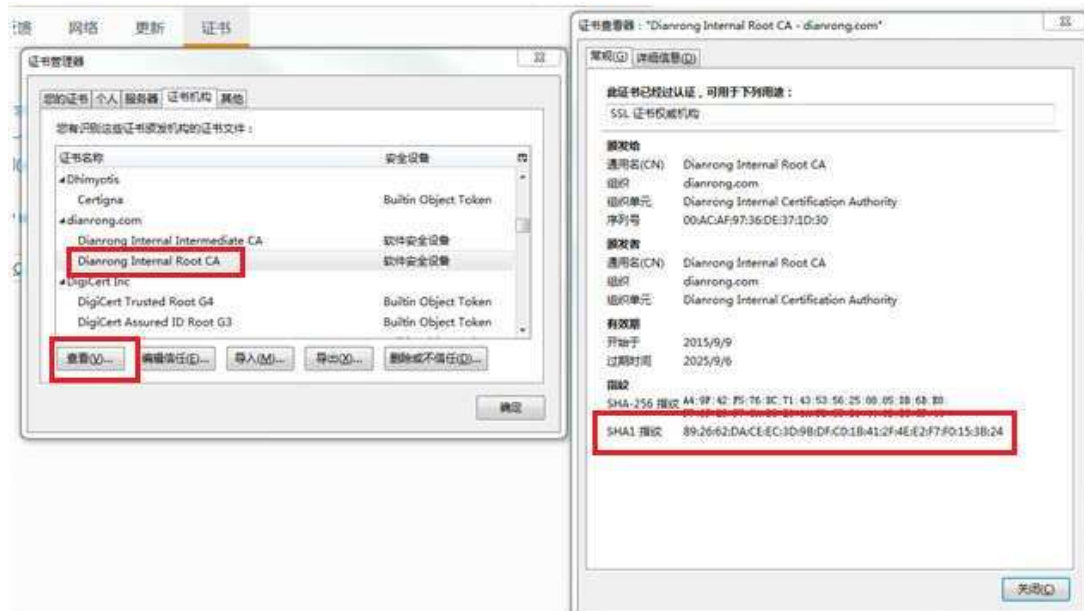 网络 更新 证书
证书管理器
您的证书 个人 服务器 证书机构 其他
您有识别这些证书颁发机构的证书文件：
证书名称 安全设备
Dhimyotis
Certigna Builtin Object Token
dianrong.com
Dianrong Internal Intermediate CA 软件安全设备
Dianrong Internal Root CA 软件安全设备
DigiCert Inc
DigiCert Trusted Root G4 Builtin Object Token
DigiCert Assured ID Root G3 Builtin Object Token
查看(V)... 编辑信任(E)... 导入(M)... 导出(X)... 删除或不信任(D)...
确定
证书查看器："Dianrong Internal Root CA - dianrong.com"
常规(G) 详细信息(D)
此证书已经过认证，可用于下列用途：
SSL 证书权威机构
颁发给
通用名(CN) Dianrong Internal Root CA
组织 dianrong.com
组织单元 Dianrong Internal Certification Authority
序列号 00:AC:AF:97:36:DE:37:1D:30
颁发者
通用名(CN) Dianrong Internal Root CA
组织 dianrong.com
组织单元 Dianrong Internal Certification Authority
有效期
开始于 2015/9/9
过期时间 2025/9/6
指纹
SHA-256 指纹
SHA1 指纹 89:26:62:DA:CE:EC:3D:9B:DF:C0:1B:41:2F:4E:E2:F7:F0:15:3B:24
关闭(C)